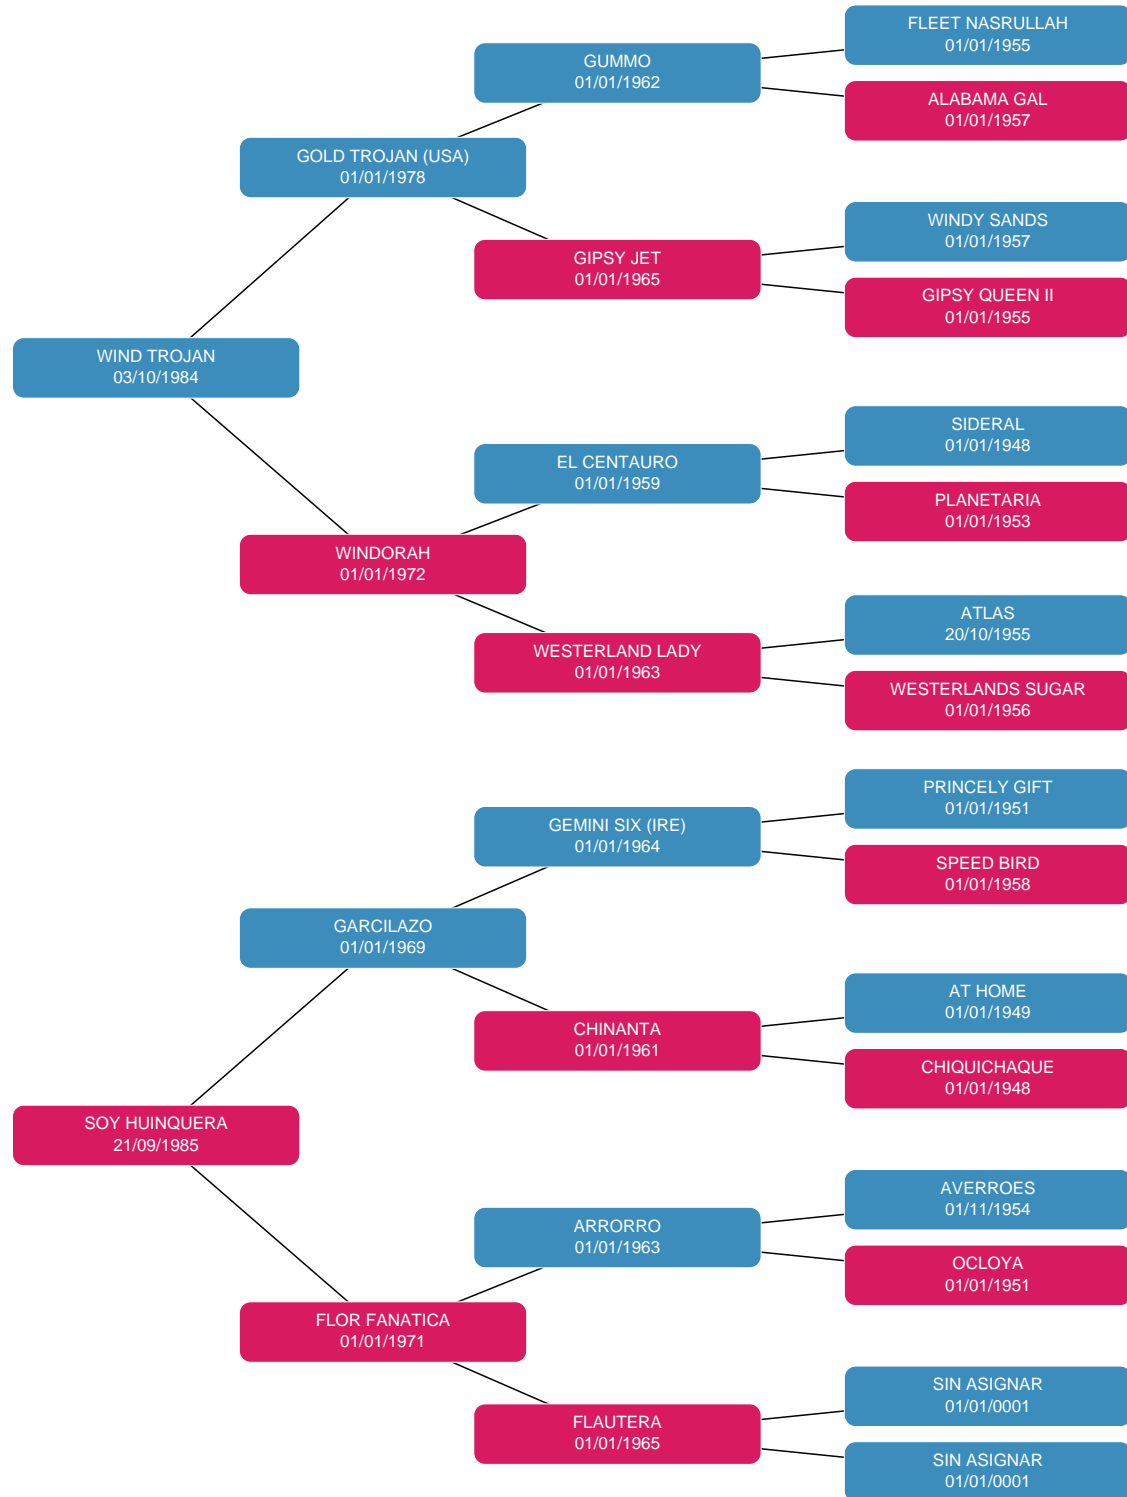 FLEET NASRULLAH
01/01/1955
GUMMO
01/01/1962
ALABAMA GAL
01/01/1957
GOLD TROJAN (USA)
01/01/1978
WINDY SANDS
01/01/1957
GIPSY JET
01/01/1965
GIPSY QUEEN II
01/01/1955
WIND TROJAN
03/10/1984
SIDERAL
01/01/1948
EL CENTAURO
01/01/1959
PLANETARIA
01/01/1953
WINDORAH
01/01/1972
ATLAS
20/10/1955
WESTERLAND LADY
01/01/1963
WESTERLANDS SUGAR
01/01/1956
PRINCELY GIFT
01/01/1951
GEMINI SIX (IRE)
01/01/1964
SPEED BIRD
01/01/1958
GARCILAZO
01/01/1969
AT HOME
01/01/1949
CHINANTA
01/01/1961
CHIQUICHAQUE
01/01/1948
SOY HUINQUERA
21/09/1985
AVERROES
01/11/1954
ARRORRO
01/01/1963
OCLOYA
01/01/1951
FLOR FANATICA
01/01/1971
SIN ASIGNAR
01/01/0001
FLAUTERA
01/01/1965
SIN ASIGNAR
01/01/0001